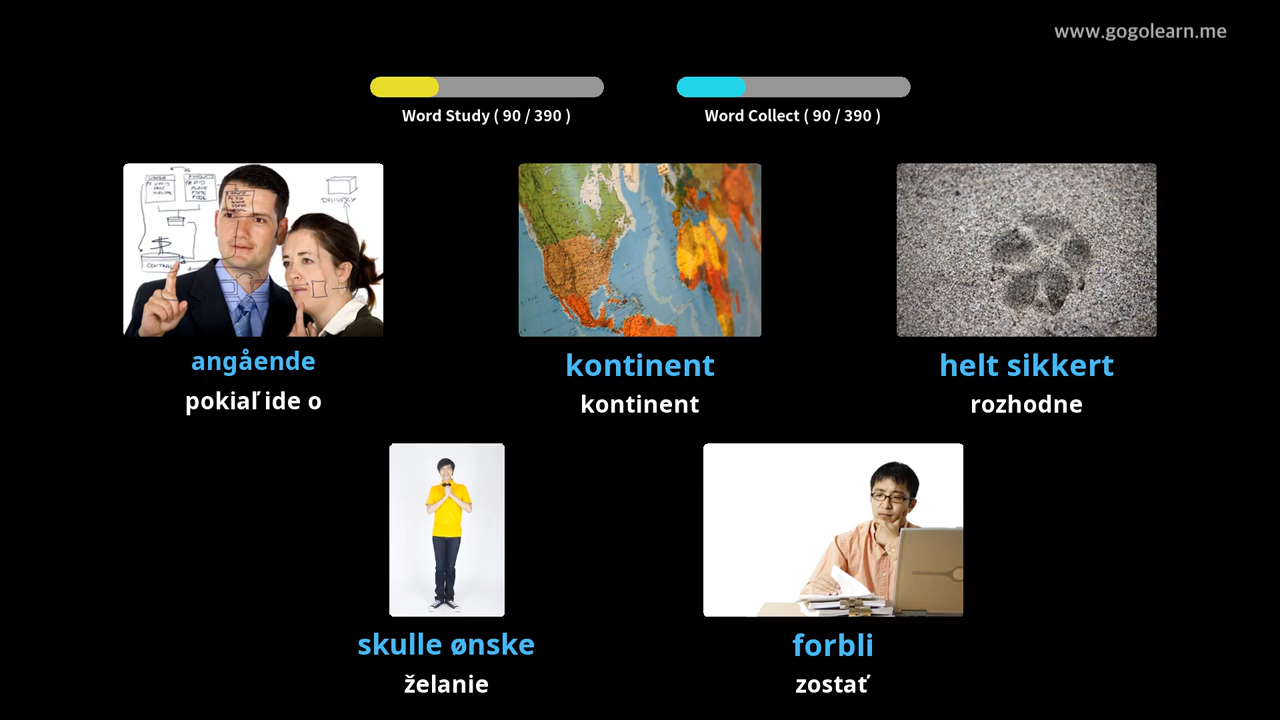 www.gogolearn.me
Word Study ( 90 / 390 )
Word Collect ( 90 / 390 )
DELIVERY
angående
pokiaľ ide o
kontinent
kontinent
helt sikkert
rozhodne
skulle ønske
želanie
forbli
zostať